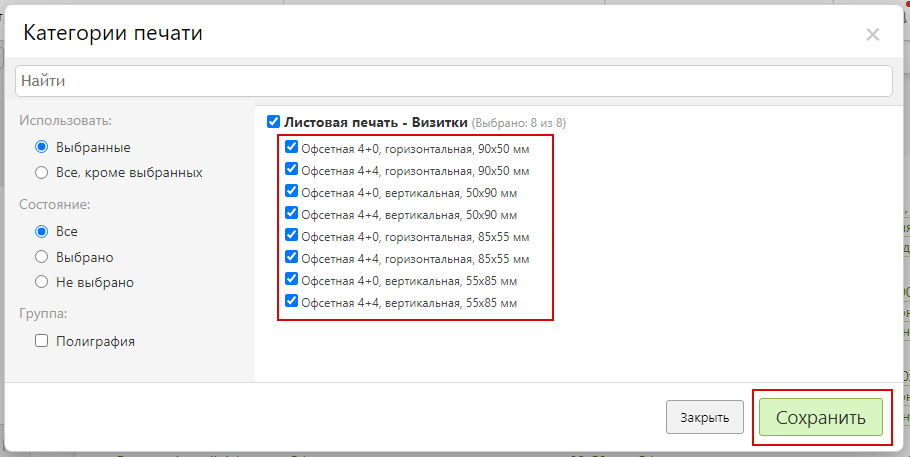 Категории печати
Найти
Использовать:
Выбранные
Все, кроме выбранных
Состояние:
Все
Выбрано
Не выбрано
Группа:
Полиграфия
Листовая печать - Визитки (Выбрано: 8 из 8)
Офсетная 4+0, горизонтальная, 90x50 мм
Офсетная 4+4, горизонтальная, 90x50 мм
Офсетная 4+0, вертикальная, 50x90 мм
Офсетная 4+4, вертикальная, 50x90 мм
Офсетная 4+0, горизонтальная, 85x55 мм
Офсетная 4+4, горизонтальная, 85x55 мм
Офсетная 4+0, вертикальная, 55x85 мм
Офсетная 4+4, вертикальная, 55x85 мм
Закрыть
Сохранить